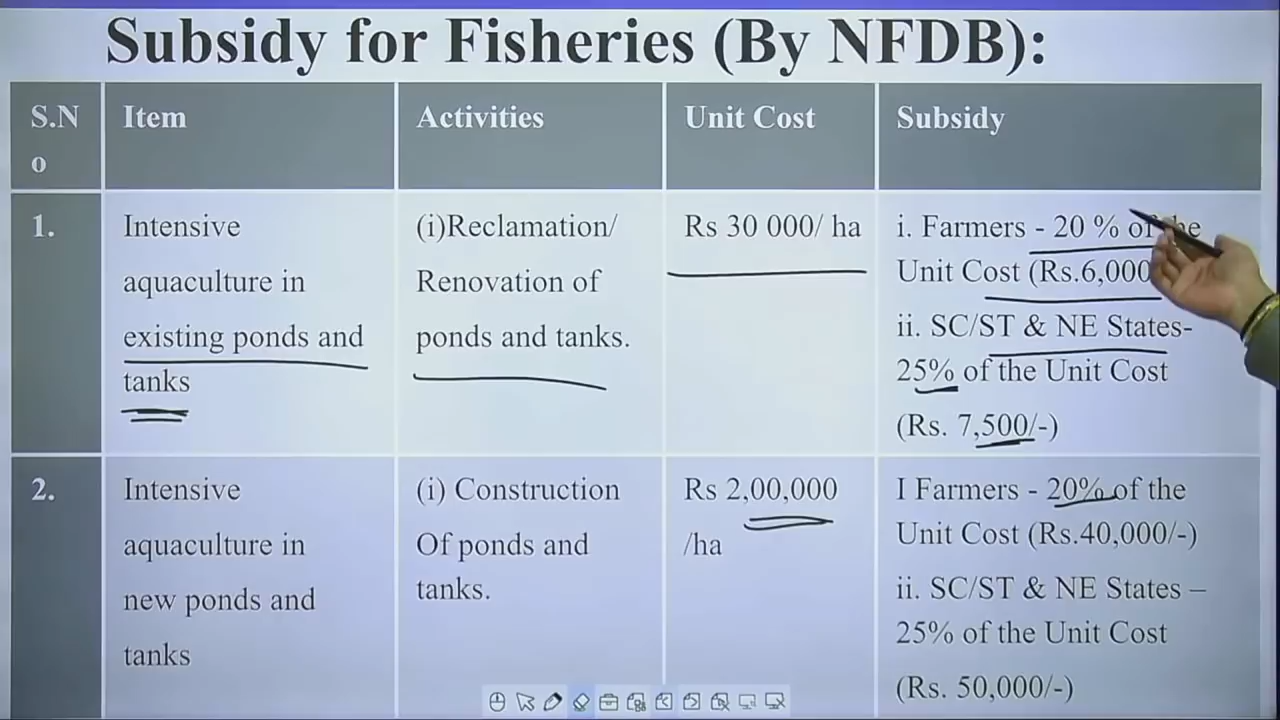 Subsidy for Fisheries (By NFDB):
S.N
o
Item
Activities
Unit Cost
Subsidy
1.
Intensive
aquaculture in
existing ponds and
tanks
(i)Reclamation/
Renovation of
ponds and tanks.
Rs 30 000/ ha
i. Farmers - 20 % of the
Unit Cost (Rs.6,000
ii. SC/ST & NE States-
25% of the Unit Cost
(Rs. 7,500/-)
2.
Intensive
aquaculture in
new ponds and
tanks
(i) Construction
Of ponds and
tanks.
Rs 2,00,000
/ha
I Farmers - 20% of the
Unit Cost (Rs.40,000/-)
ii. SC/ST & NE States –
25% of the Unit Cost
(Rs. 50,000/-)